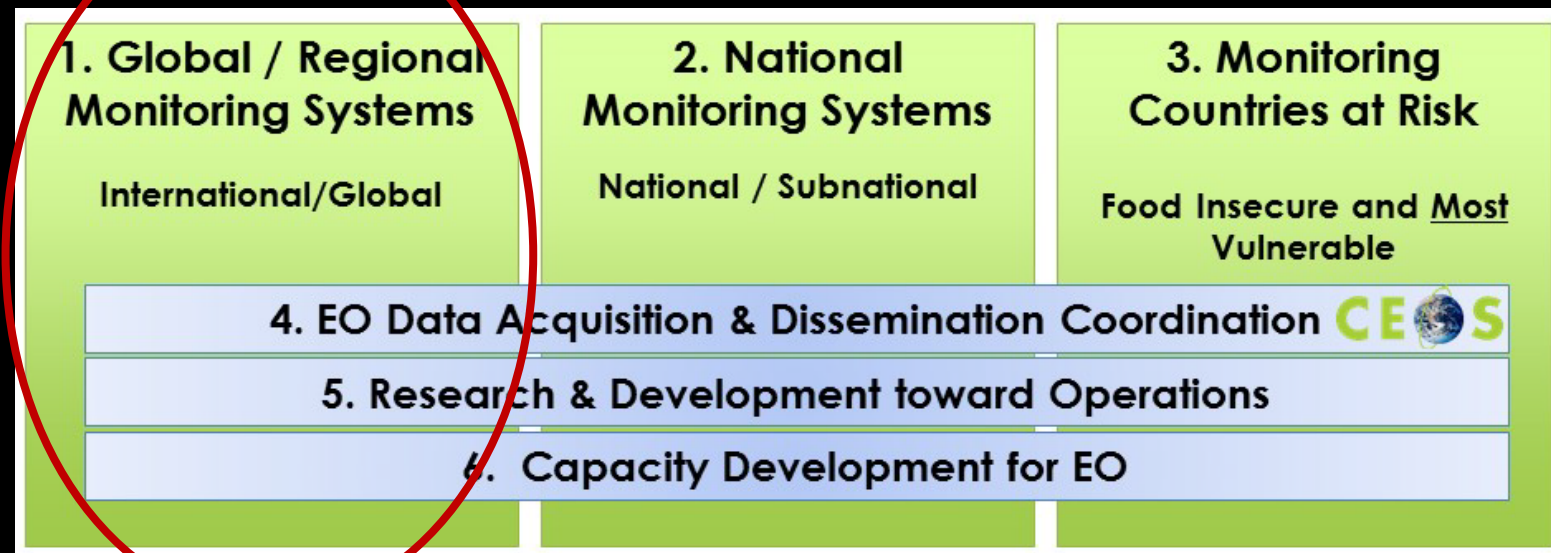 1. Global / Regional
Monitoring Systems
International/Global
2. National
Monitoring Systems
National / Subnational
3. Monitoring
Countries at Risk
Food Insecure and Most
Vulnerable
4. EO Data Acquisition & Dissemination Coordination CEOS
5. Research & Development toward Operations
6. Capacity Development for EO